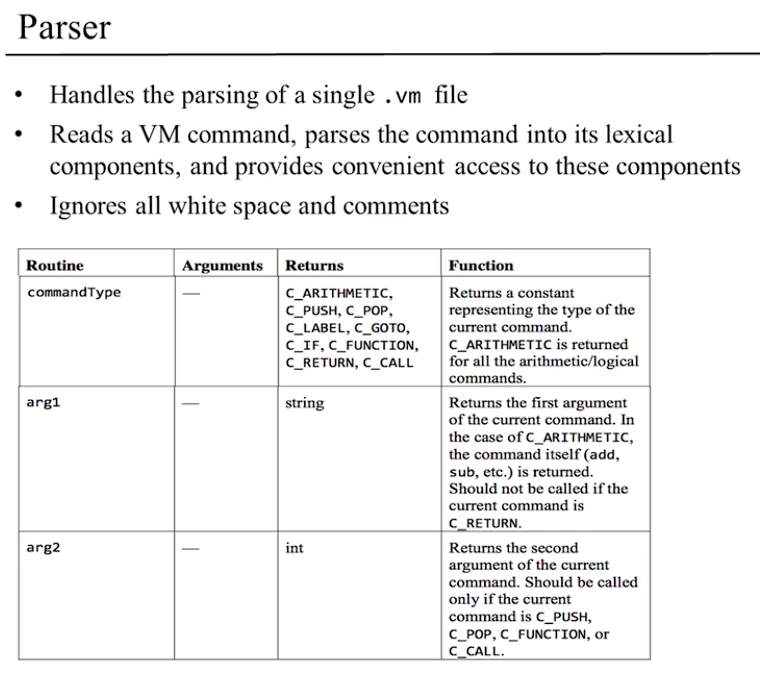 Parser
• Handles the parsing of a single .vm file
• Reads a VM command, parses the command into its lexical
components, and provides convenient access to these components
• Ignores all white space and comments
Routine Arguments Returns Function
commandType — C_ARITHMETIC,
C_PUSH, C_POP,
C_LABEL, C_GOTO,
C_IF, C_FUNCTION,
C_RETURN, C_CALL
Returns a constant
representing the type of the
current command.
C_ARITHMETIC is returned
for all the arithmetic/logical
commands.
arg1 — string
Returns the first argument
of the current command. In
the case of C_ARITHMETIC,
the command itself (add,
sub, etc.) is returned.
Should not be called if the
current command is
C_RETURN.
arg2 — int
Returns the second
argument of the current
command. Should be called
only if the current
command is C_PUSH,
C_POP, C_FUNCTION, or
C_CALL.